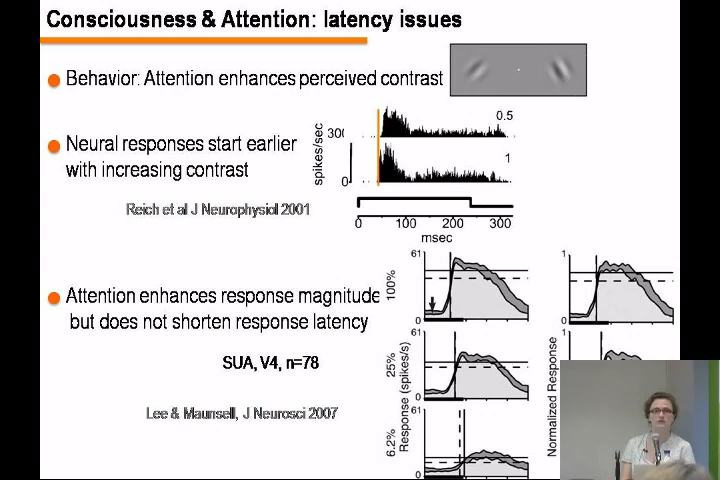 Consciousness & Attention: latency issues
Behavior: Attention enhances perceived contrast
Neural responses start earlier
with increasing contrast
Reich et al J Neurophysiol 2001
spikes/sec
300
0
0.5
1
0 100 200 300
msec
Attention enhances response magnitude
but does not shorten response latency
SUA, V4, n=78
Lee & Maunsell, J Neurosci 2007
61
0
100%
1
0
61
0
25%
1
61
0
6.2%
Response (spikes/s)
Normalized Response